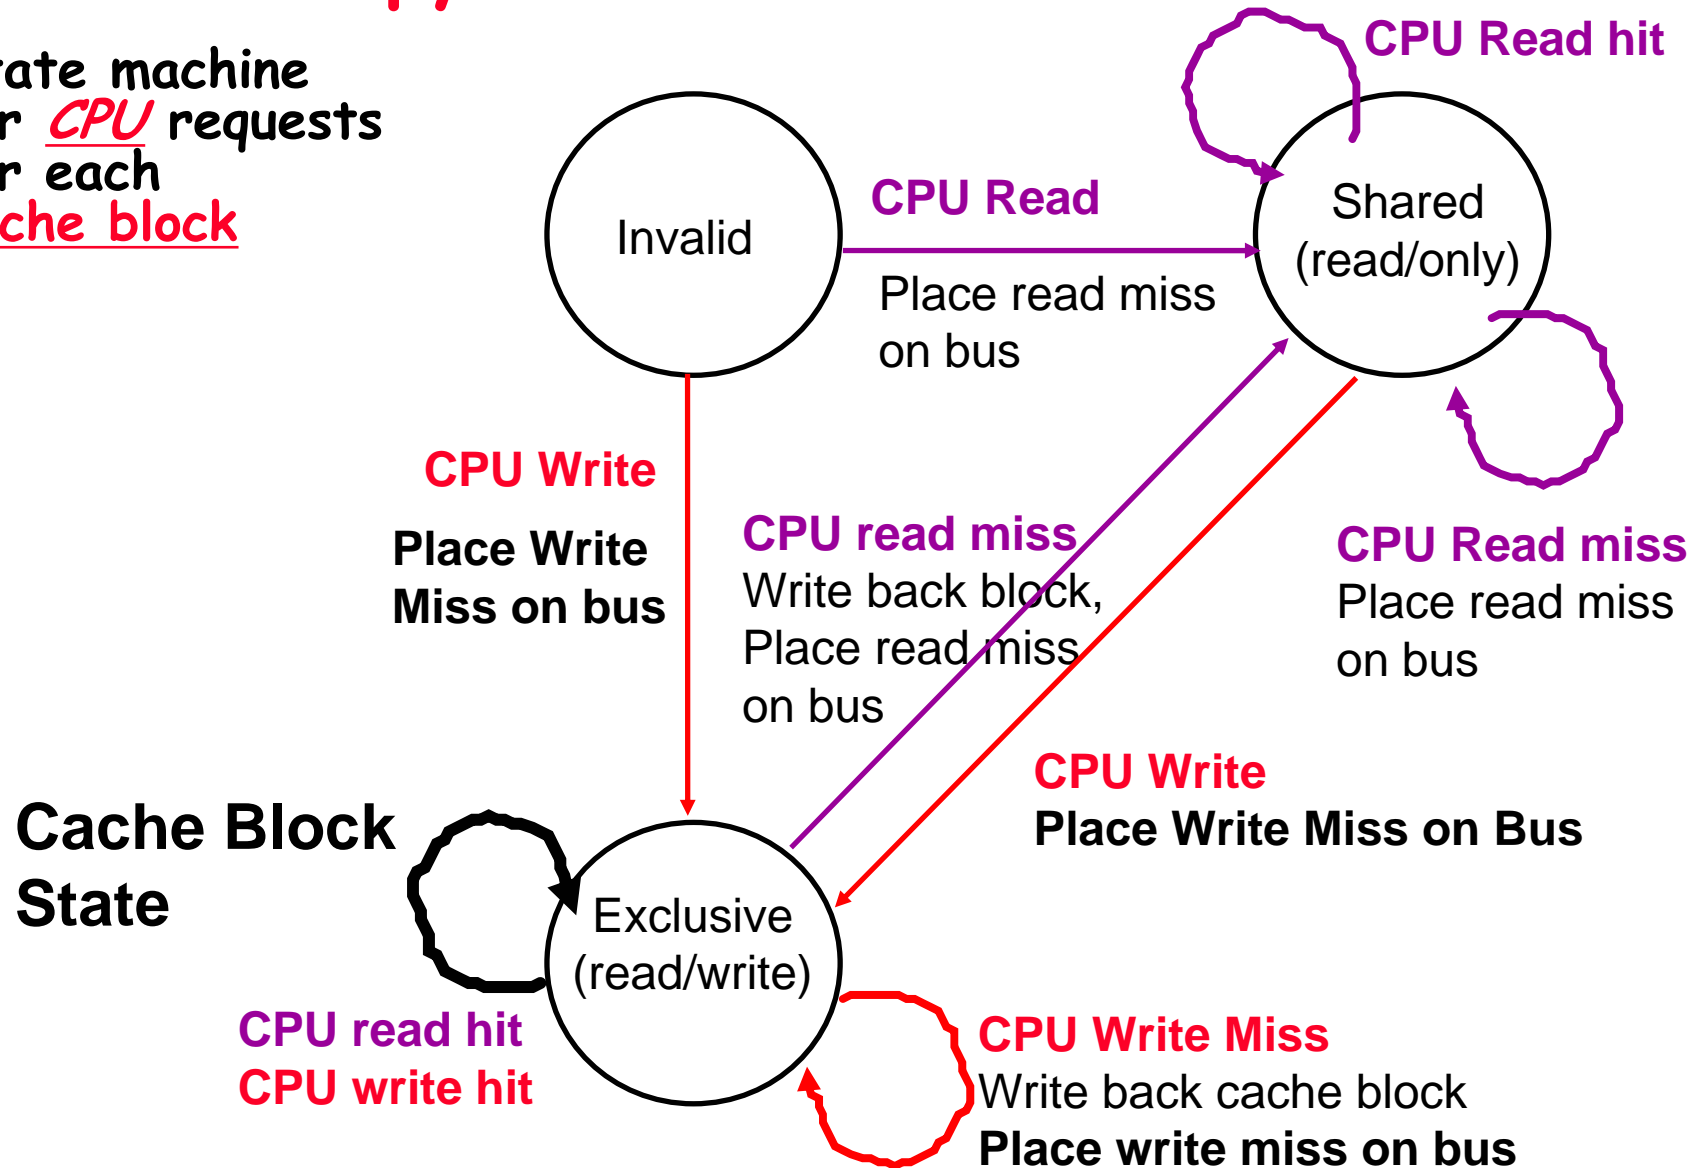 tate machine
r CPU requests
r each
che block
CPU Read hit
Invalid
CPU Read
Place read miss
on bus
Shared
(read/only)
CPU Write
Place Write
Miss on bus
CPU read miss
Write back block,
Place read miss
on bus
CPU Read miss
Place read miss
on bus
CPU Write
Place Write Miss on Bus
Cache Block
State
Exclusive
(read/write)
CPU read hit
CPU write hit
CPU Write Miss
Write back cache block
Place write miss on bus